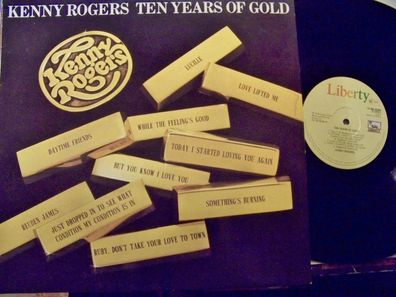 KENNY ROGERS TEN YEARS OF GOLD
Kenny
Rogers
LUCILLE
LOVE LIFTED ME
WHILE THE FEELING'S GOOD
DAYTIME FRIENDS
TODAY I STARTED LOVING YOU AGAIN
BUT YOU KNOW I LOVE YOU
REUBEN JAMES
SOMETHING'S BURNING
JUST DROPPED IN TO SEE WHAT
CONDITION MY CONDITION IS IN
RUBY, DON'T TAKE YOUR LOVE TO TOWN
Liberty